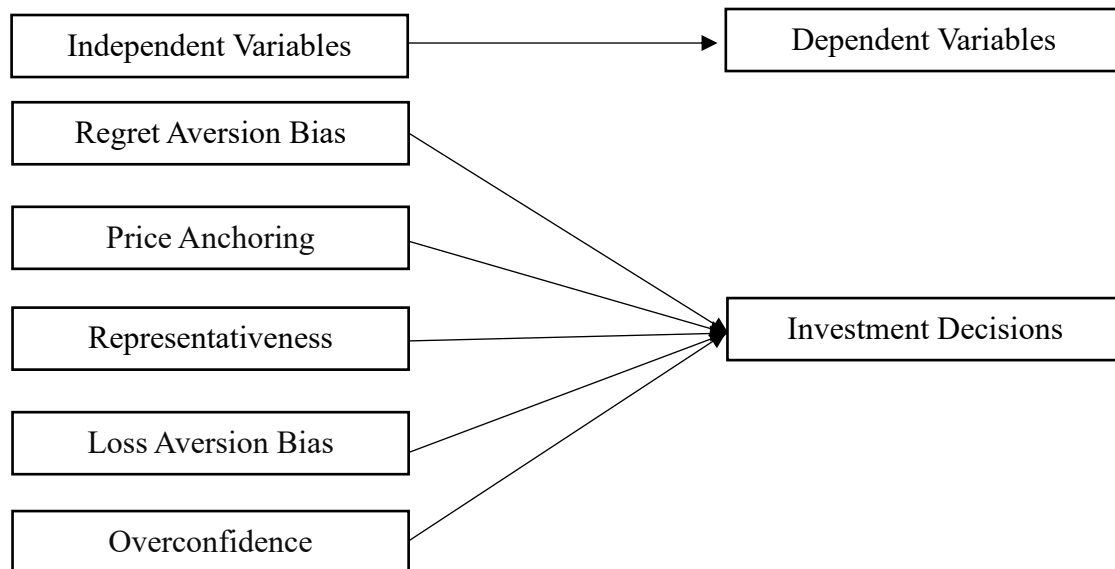 Independent Variables
Dependent Variables
Regret Aversion Bias
Price Anchoring
Representativeness
Investment Decisions
Loss Aversion Bias
Overconfidence